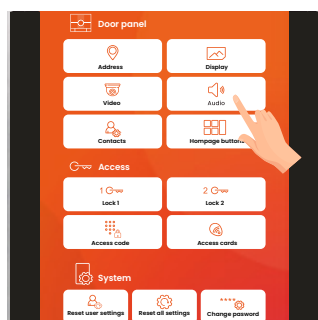 Door panel
Address
Display
Video
Audio
Contacts
Hompage buttons
Access
1
Lock 1
2
Lock 2
Access code
Access cards
System
****
Reset user settings
Reset all settings
Change pasword